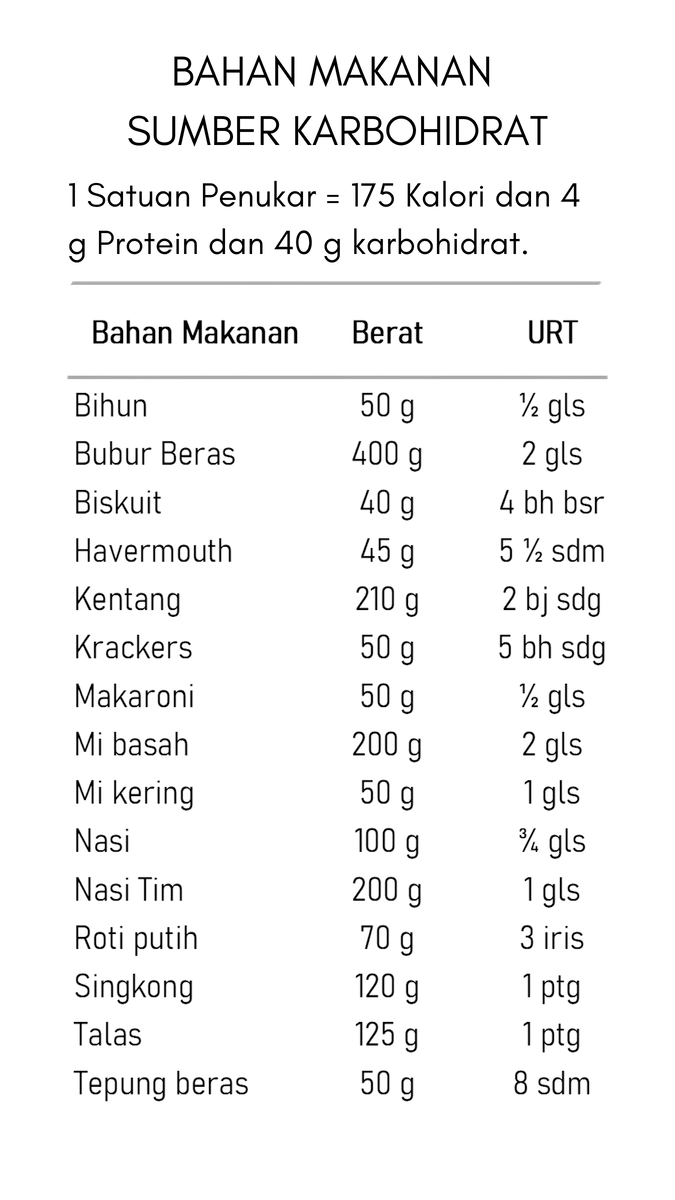 BAHAN MAKANAN
SUMBER KARBOHIDRAT
1 Satuan Penukar = 175 Kalori dan 4
g Protein dan 40 g karbohidrat.
Bahan Makanan Berat URT
Bihun 50 g ½ gls
Bubur Beras 400 g 2 gls
Biskuit 40 g 4 bh bsr
Havermouth 45 g 5 ½ sdm
Kentang 210 g 2 bj sdg
Krackers 50 g 5 bh sdg
Makaroni 50 g ½ gls
Mi basah 200 g 2 gls
Mi kering 50 g 1 gls
Nasi 100 g ¾ gls
Nasi Tim 200 g 1 gls
Roti putih 70 g 3 iris
Singkong 120 g 1 ptg
Talas 125 g 1 ptg
Tepung beras 50 g 8 sdm